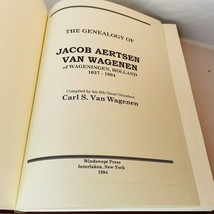 THE GENEALOGY OF
JACOB AERTSEN
VAN WAGENEN
of WAGENINGEN, HOLLAND
1637 - 1994
Compiled by his 8th Great Grandson
Carl S. Van Wagenen
Windswept Press
Interlaken, New York
1994